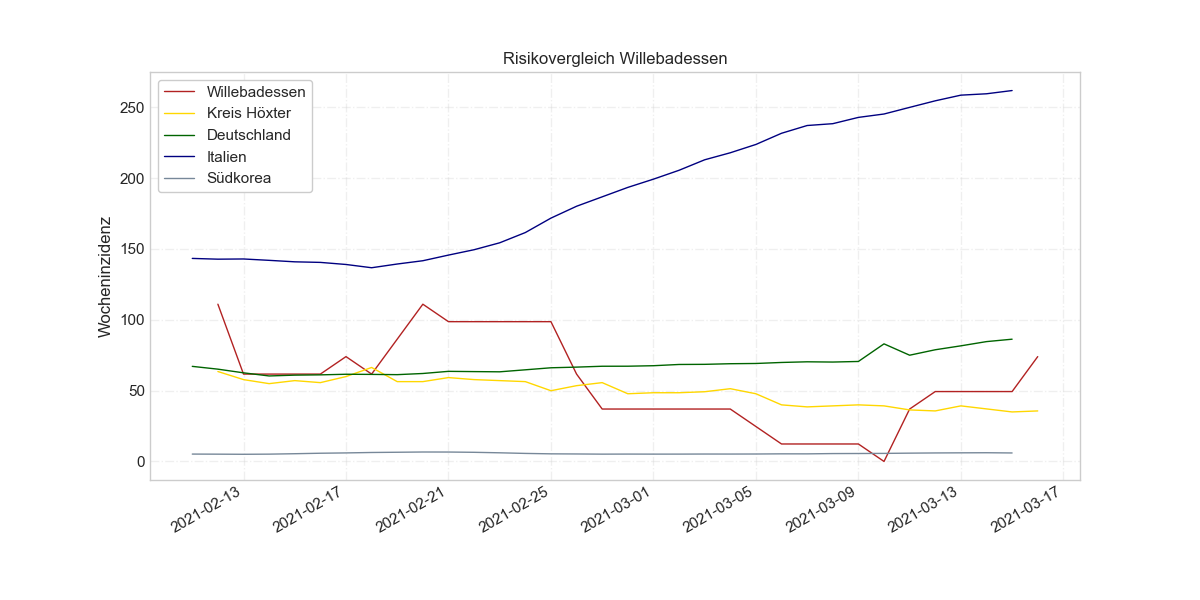 Risikovergleich Willebadessen
Willebadessen
Kreis Höxter
Deutschland
Italien
Südkorea
Wocheninzidenz
250
200
150
100
50
0
2021-02-13
2021-02-17
2021-02-21
2021-02-25
2021-03-01
2021-03-05
2021-03-09
2021-03-13
2021-03-17